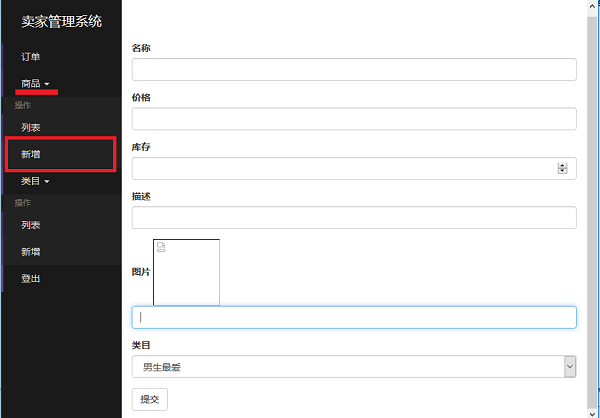 卖家管理系统
订单
商品
操作
列表
新增
类目
操作
列表
新增
登出
名称
价格
库存
描述
图片
类目
男生最爱
提交